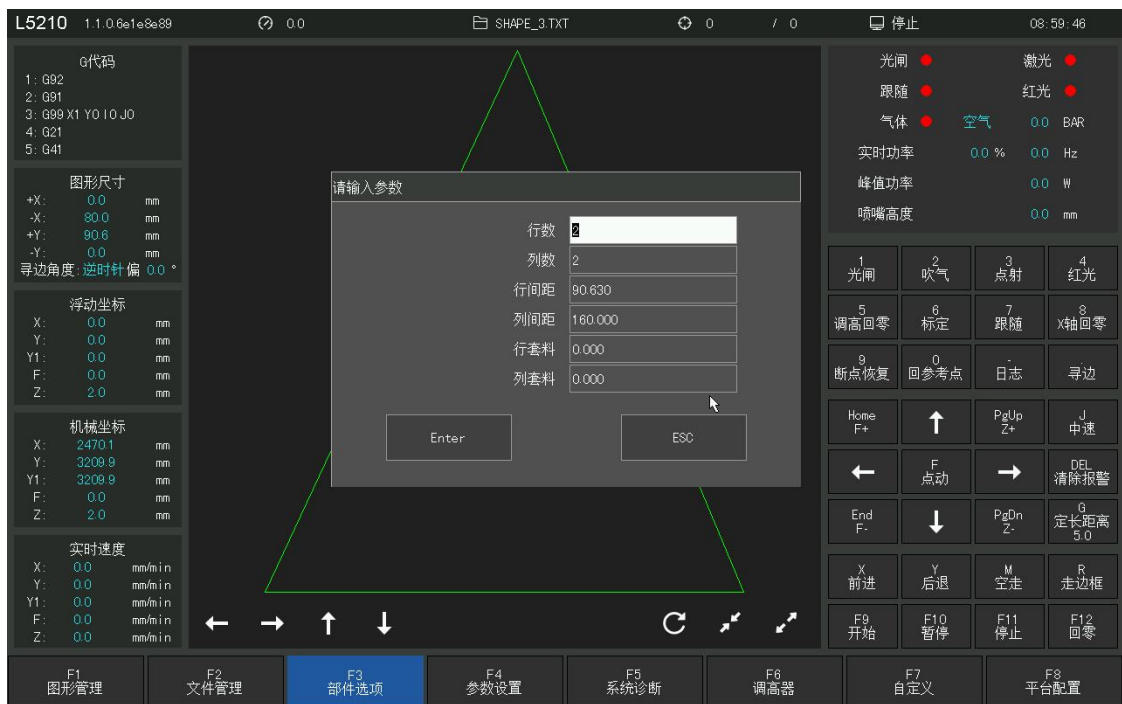 L5210 1.1.0.6e1e8e89 0.0 SHAPE_3.TXT 0 / 0 停止 08:59:46
G代码
1: G92
2: G91
3: G99 X1 Y0 I0 J0
4: G21
5: G41
图形尺寸
+X: 0.0 mm
-X: 80.0 mm
+Y: 90.6 mm
-Y: 0.0 mm
寻边角度:逆时针偏 0.0 °
浮动坐标
X: 0.0 mm
Y: 0.0 mm
Y1: 0.0 mm
F: 0.0 mm
Z: 2.0 mm
机械坐标
X: 2470.1 mm
Y: 3209.9 mm
Y1: 3209.9 mm
F: 0.0 mm
Z: 2.0 mm
实时速度
X: 0.0 mm/min
Y: 0.0 mm/min
Y1: 0.0 mm/min
F: 0.0 mm/min
Z: 0.0 mm/min
请输入参数
行数 2
列数 2
行间距 90.630
列间距 160.000
行套料 0.000
列套料 0.000
Enter ESC
光闸 激光
跟随 红光
气体 空气 0.0 BAR
实时功率 0.0 % 0.0 Hz
峰值功率 0.0 W
喷嘴高度 0.0 mm
1 2 3 4
光闸 吹气 点射 红光
5 6 7 8
调高回零 标定 跟随 X轴回零
9 0 - .
断点恢复 回参考点 日志 寻边
Home PgUp J
F+ Z+ 中速
F DEL
点动 清除报警
End PgDn G
F- Z- 定长距离
5.0
X Y M R
前进 后退 空走 走边框
F9 F10 F11 F12
开始 暂停 停止 回零
F1 F2 F3 F4 F5 F6 F7 F8
图形管理 文件管理 部件选项 参数设置 系统诊断 调高器 自定义 平台配置